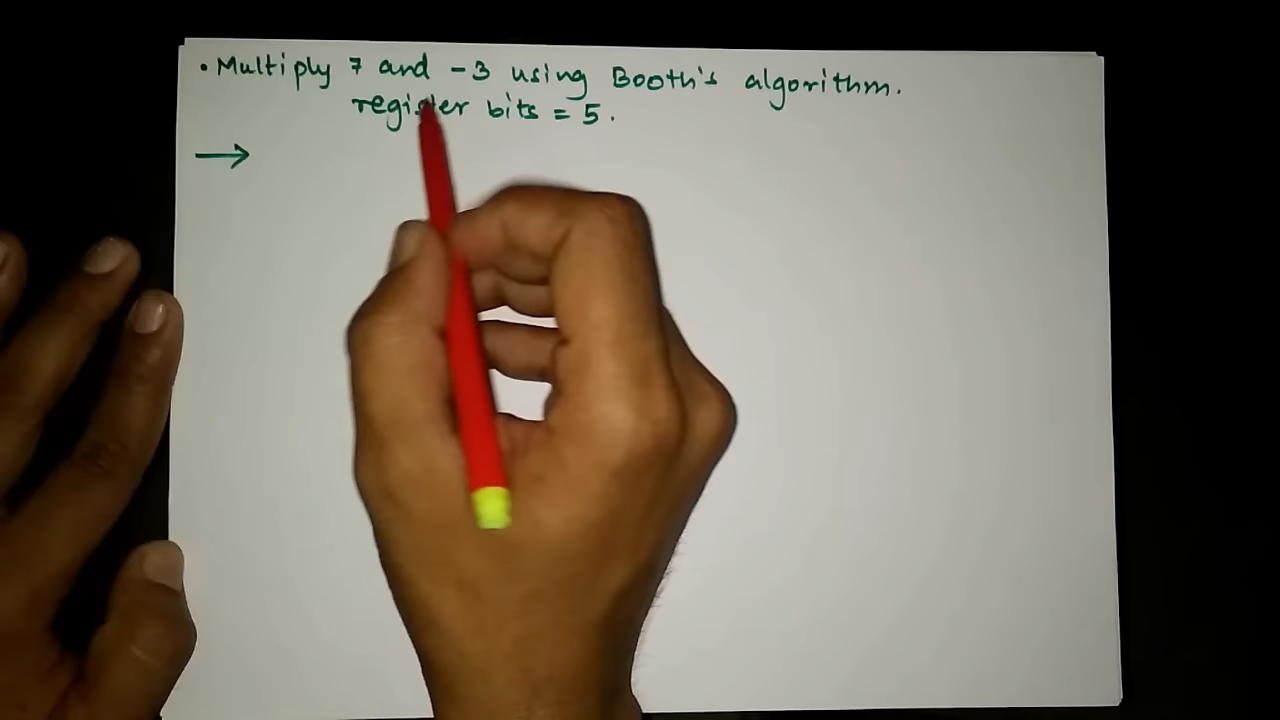 • Multiply 7 and -3 using Booth's algorithm.
register bits = 5.
→